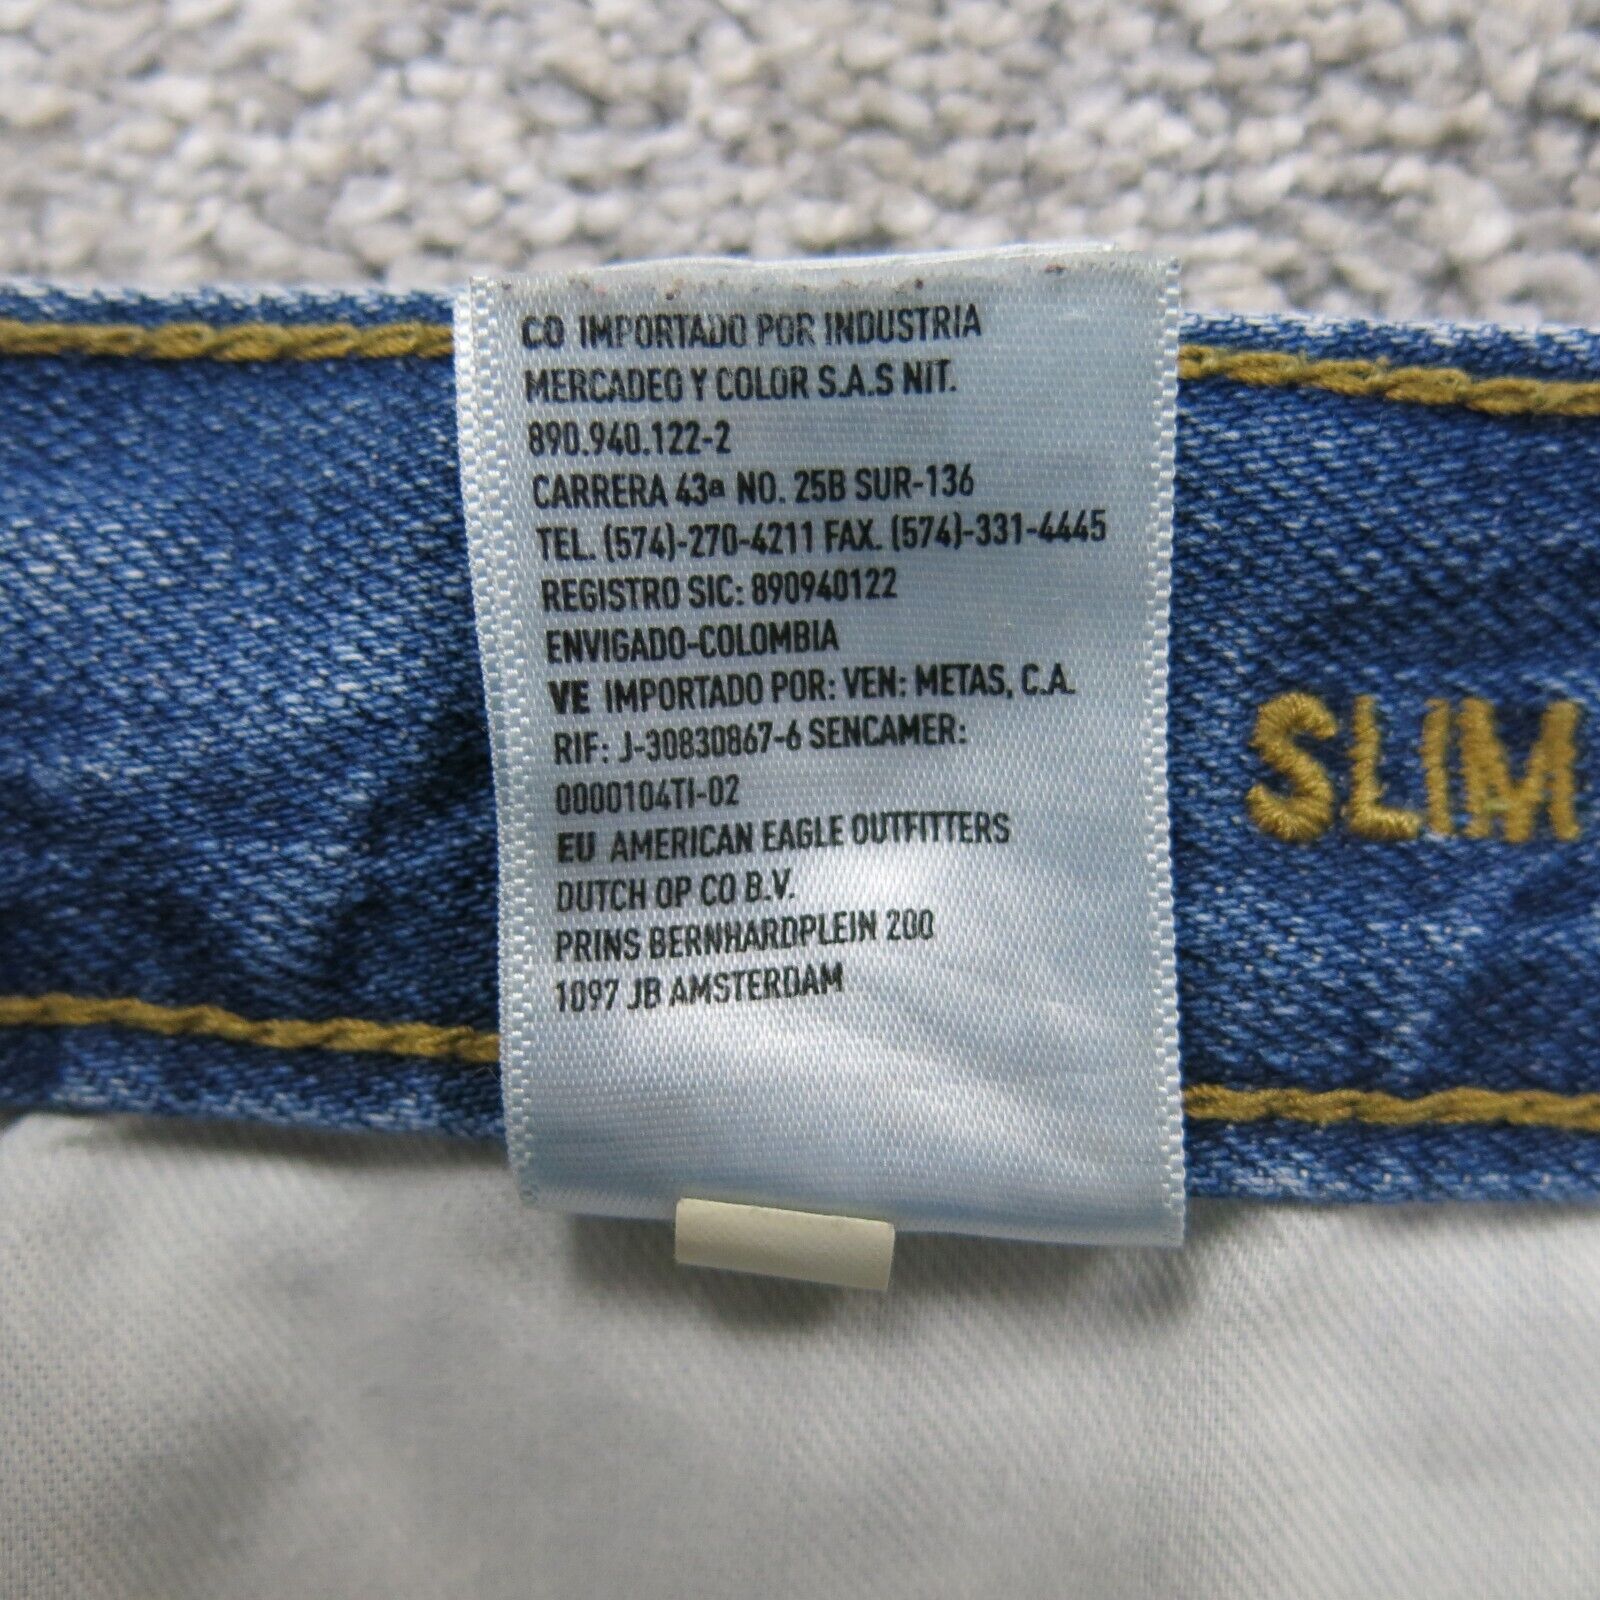 CO IMPORTADO POR INDUSTRIA
MERCADEO Y COLOR S.A.S NIT.
890.940.122-2
CARRERA 43a NO. 25B SUR-136
TEL. (574)-270-4211 FAX. (574)-331-4445
REGISTRO SIC: 890940122
ENVIGADO-COLOMBIA
VE IMPORTADO POR: VEN: METAS, C.A.
RIF: J-30830867-6 SENCAMER:
0000104TI-02
EU AMERICAN EAGLE OUTFITTERS
DUTCH OP CO B.V.
PRINS BERNHARDPLEIN 200
1097 JB AMSTERDAM
SLIM